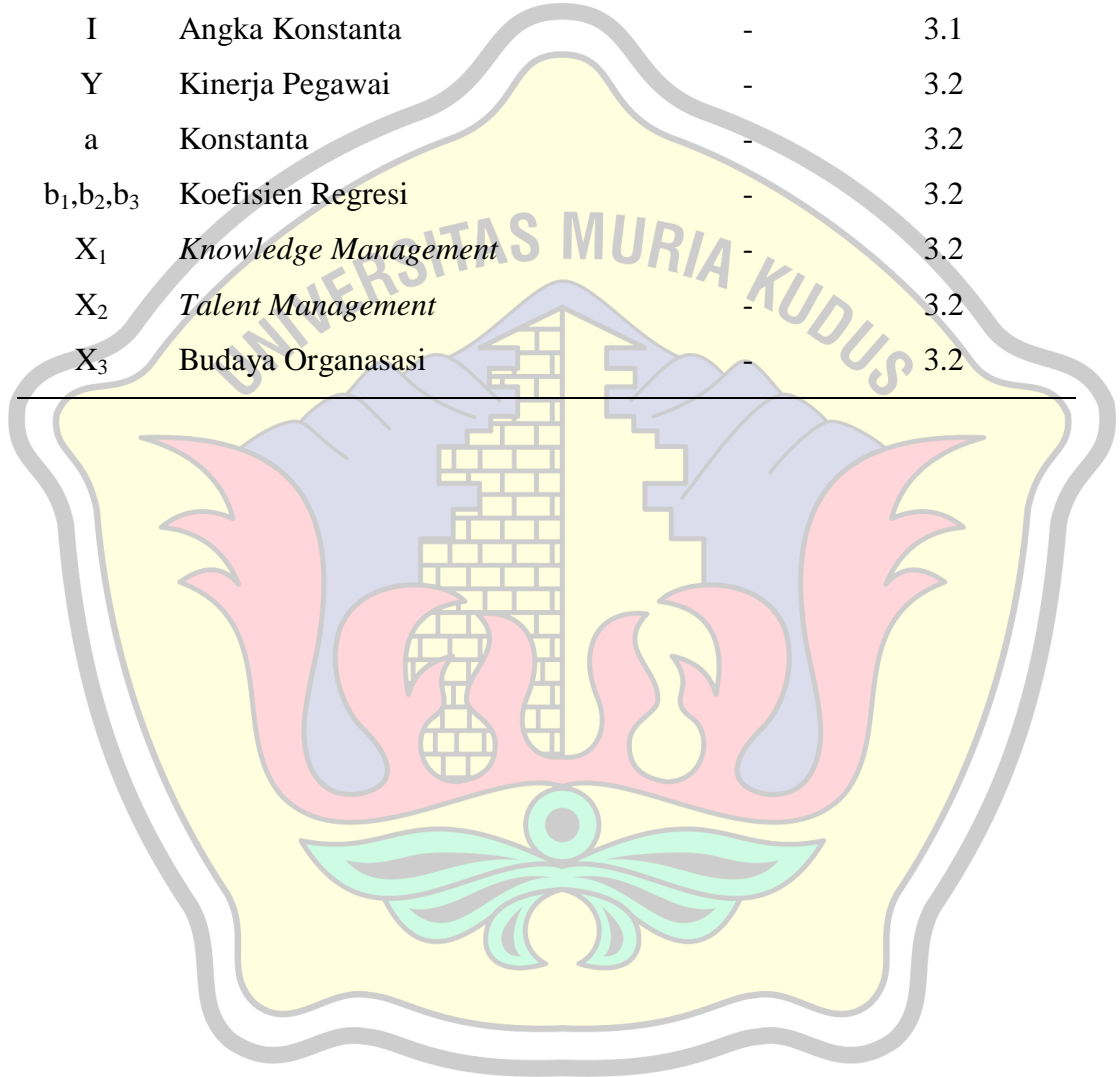 I Angka Konstanta - 3.1
Y Kinerja Pegawai - 3.2
a Konstanta - 3.2
b₁,b₂,b₃ Koefisien Regresi - 3.2
X₁ Knowledge Management - 3.2
X₂ Talent Management - 3.2
X₃ Budaya Organasasi - 3.2
UNIVERSITAS MURIA KUDUS